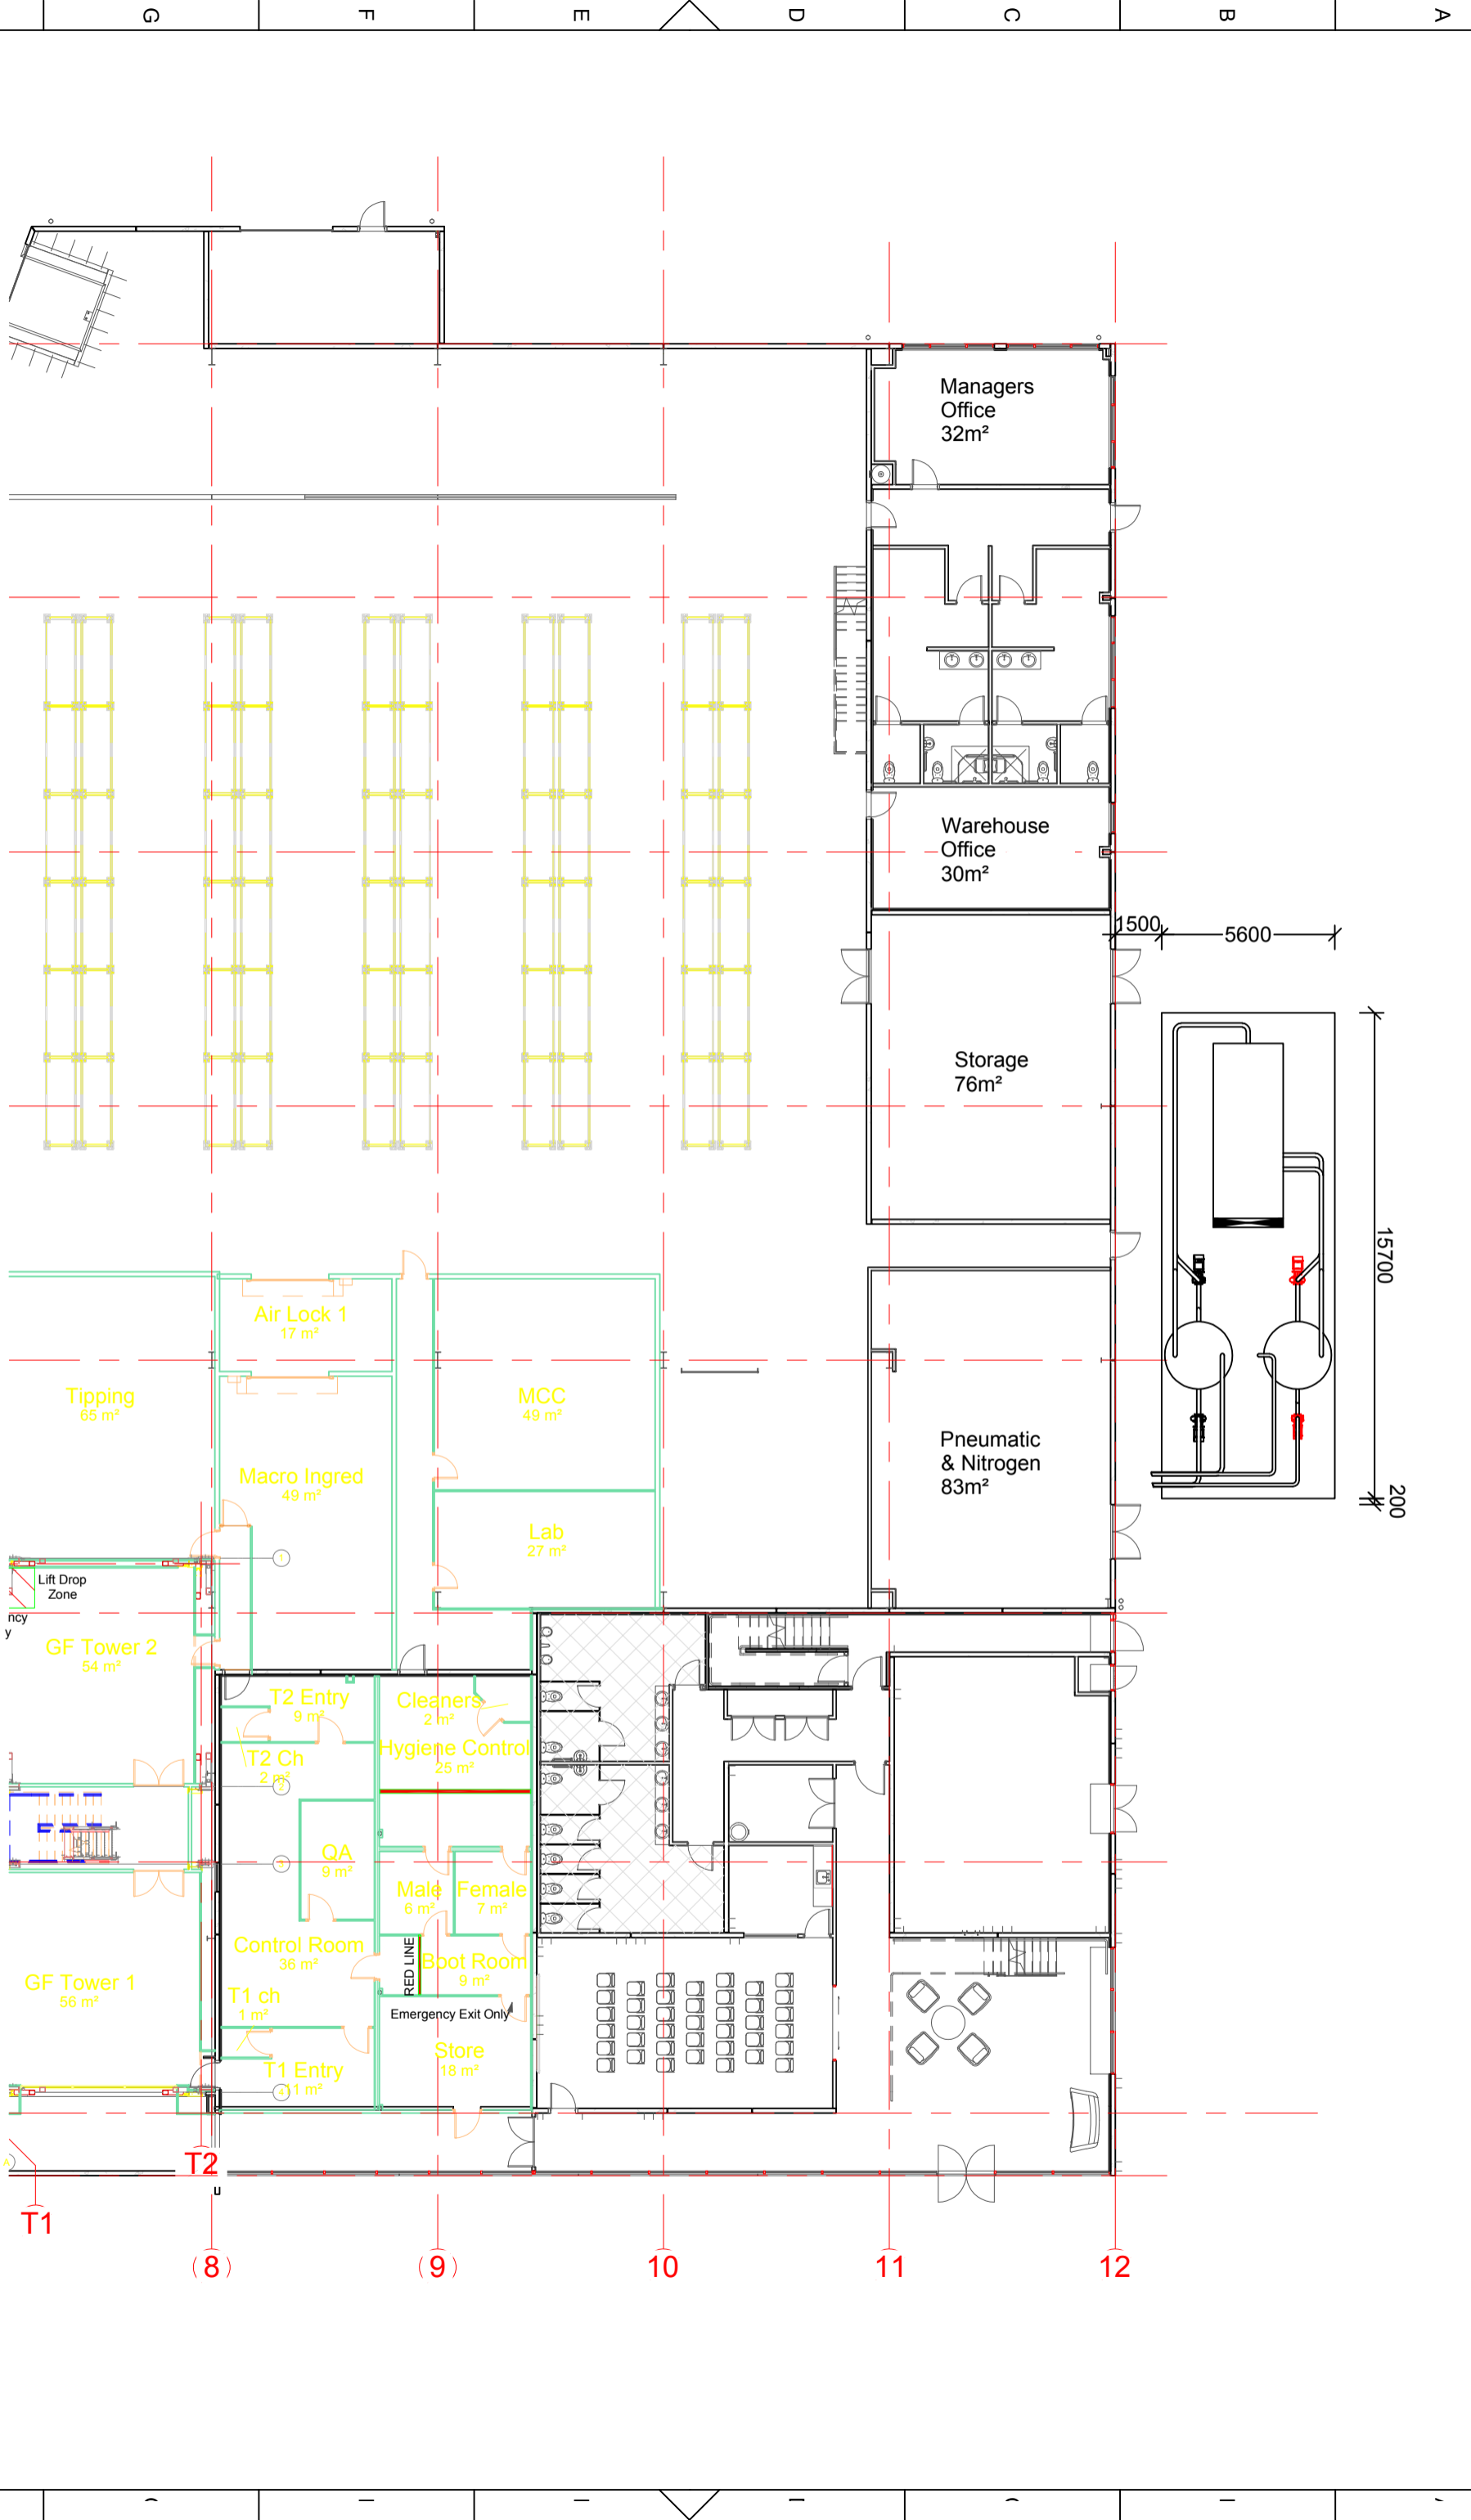 G
F
E
D
C
B
A
Managers
Office
32m²
Warehouse
Office
30m²
1500
5600
Storage
76m²
15700
200
Air Lock 1
17 m²
Tipping
65 m²
MCC
49 m²
Macro Ingred
49 m²
Pneumatic
& Nitrogen
83m²
Lab
27 m²
1
Lift Drop
Zone
ncy
y
GF Tower 2
54 m²
T2 Entry
9 m²
Cleaners
2 m²
Hygiene Control
25 m²
T2 Ch
2 m²
2
QA
9 m²
3
Male
6 m²
Female
7 m²
Control Room
36 m²
RED LINE
Boot Room
9 m²
GF Tower 1
56 m²
T1 ch
1 m²
Emergency Exit Only
Store
18 m²
T1 Entry
11 m²
4
A
T2
T1
(8)
(9)
10
11
12